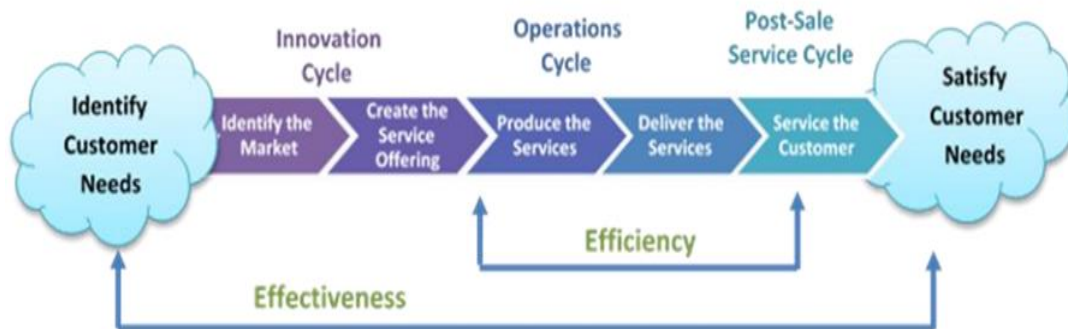 Innovation
Cycle
Operations
Cycle
Post-Sale
Service Cycle
Identify
Customer
Needs
Identify the
Market
Create the
Service
Offering
Produce the
Services
Deliver the
Services
Service the
Customer
Satisfy
Customer
Needs
Efficiency
Effectiveness